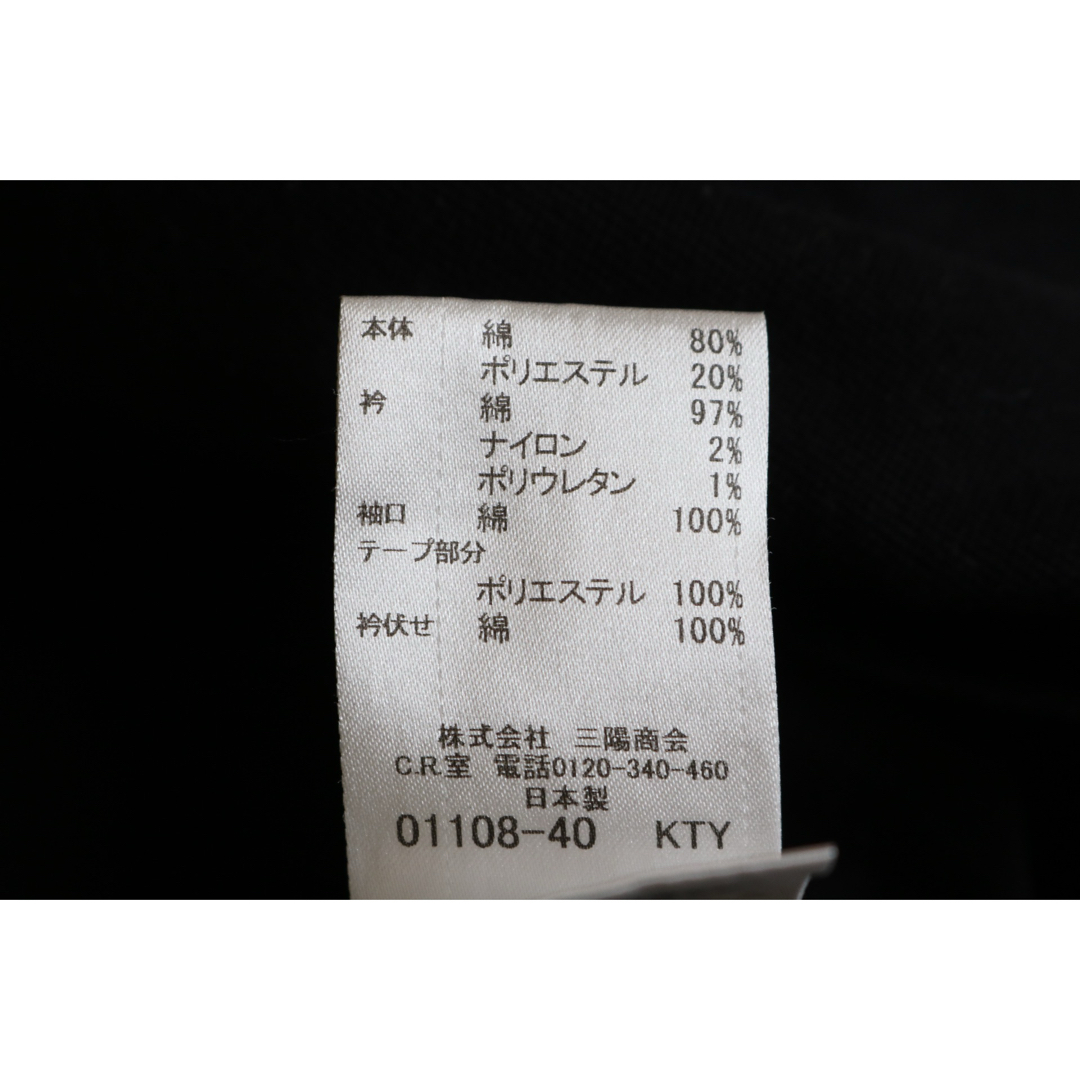 本体 綿 80%
ポリエステル 20%
衿 綿 97%
ナイロン 2%
ポリウレタン 1%
袖口 綿 100%
テープ部分
ポリエステル 100%
衿伏せ 綿 100%
株式会社 三陽商会
C.R.室 電話0120-340-460
日本製
01108-40 KTY